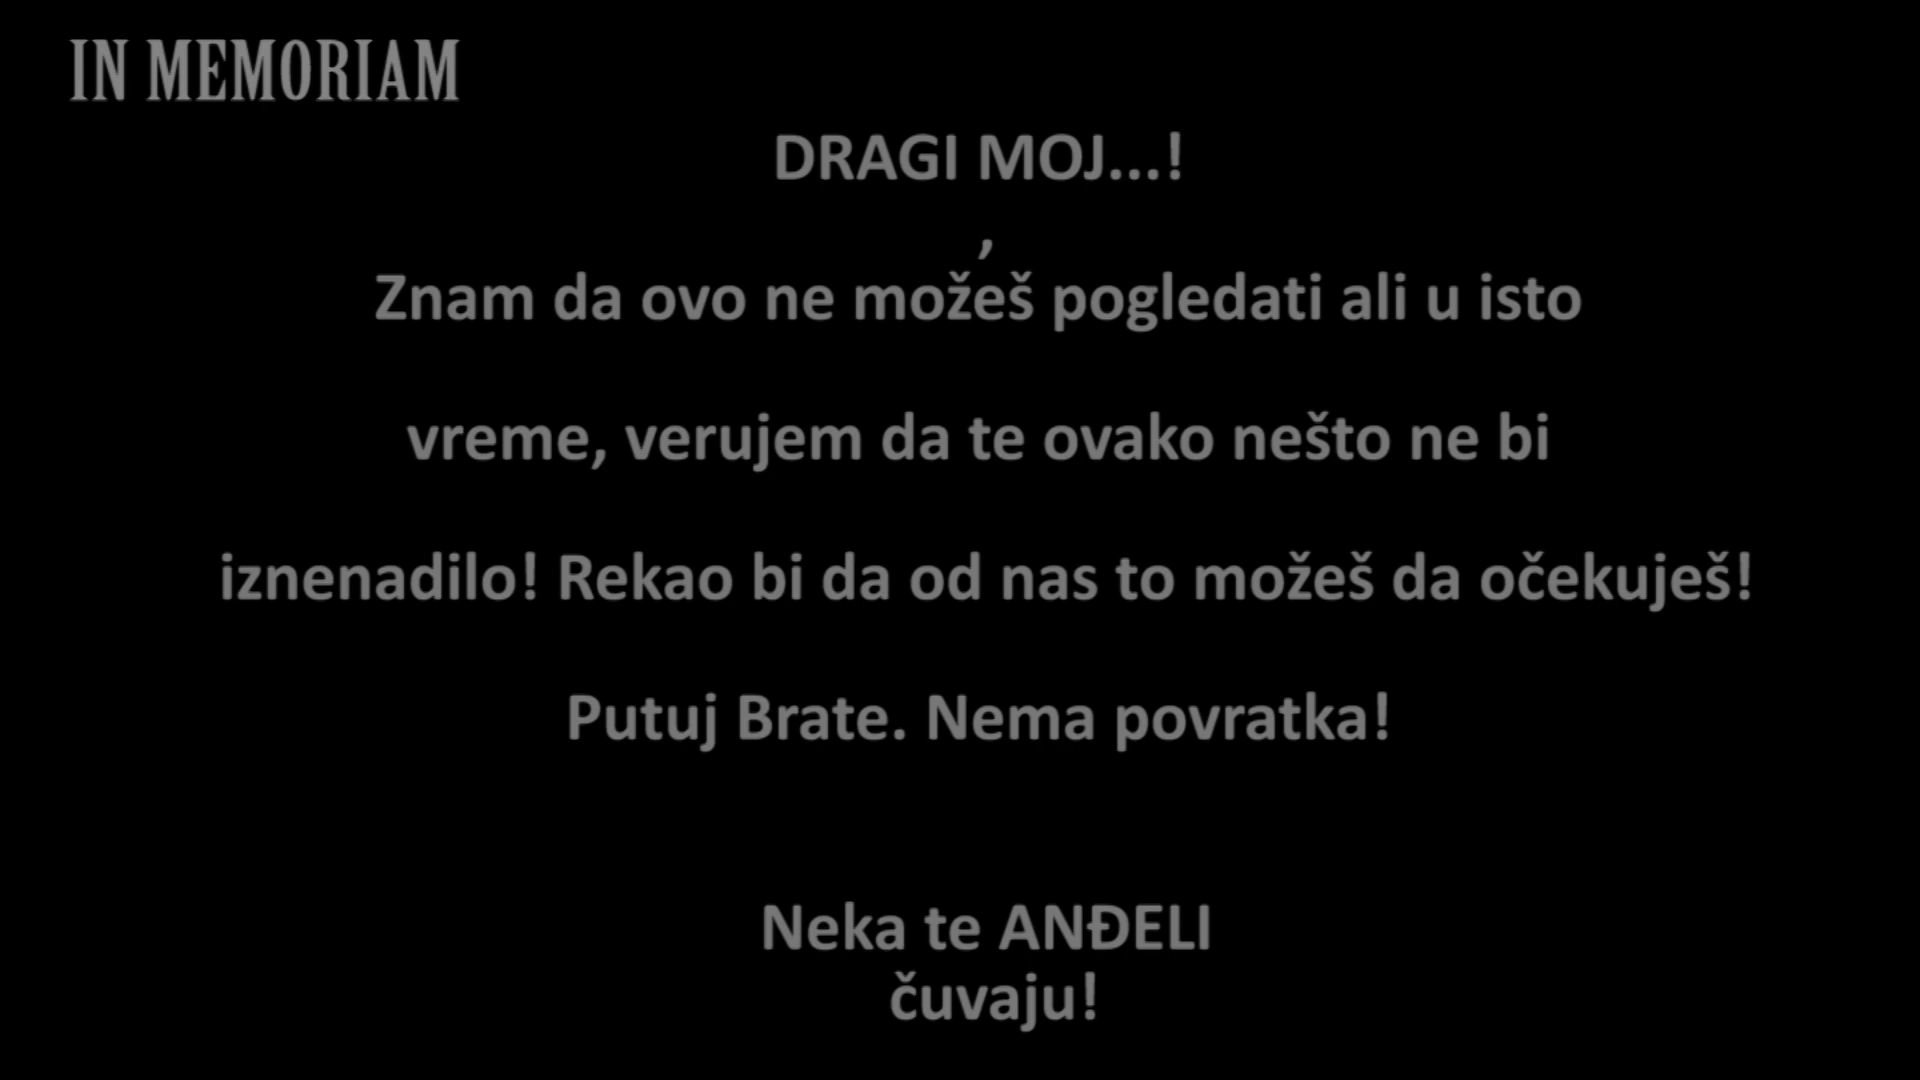 IN MEMORIAM
DRAGI MOJ...!
,
Znam da ovo ne možeš pogledati ali u isto
vreme, verujem da te ovako nešto ne bi
iznenadilo! Rekao bi da od nas to možeš da očekuješ!
Putuj Brate. Nema povratka!
Neka te ANĐELI
čuvaju!